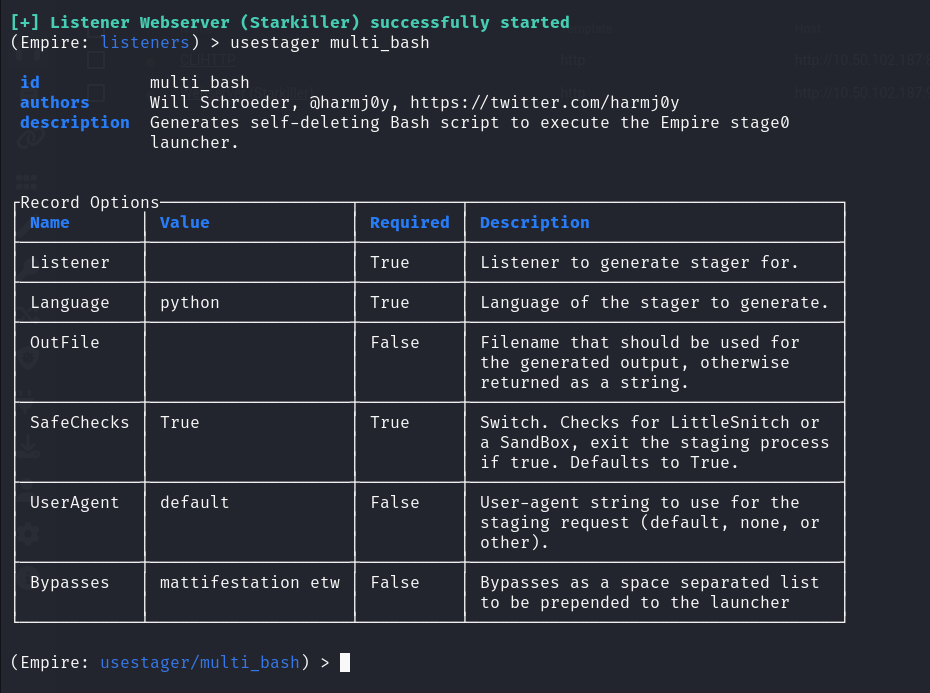 [+] Listener Webserver (Starkiller) successfully started
(Empire: listeners) > usestager multi_bash
id multi_bash
authors Will Schroeder, @harmj0y, https://twitter.com/harmj0y
description Generates self-deleting Bash script to execute the Empire stage0
launcher.
Record Options
Name Value Required Description
Listener True Listener to generate stager for.
Language python True Language of the stager to generate.
OutFile False Filename that should be used for
the generated output, otherwise
returned as a string.
SafeChecks True True Switch. Checks for LittleSnitch or
a SandBox, exit the staging process
if true. Defaults to True.
UserAgent default False User-agent string to use for the
staging request (default, none, or
other).
Bypasses mattifestation etw False Bypasses as a space separated list
to be prepended to the launcher
(Empire: usestager/multi_bash) >